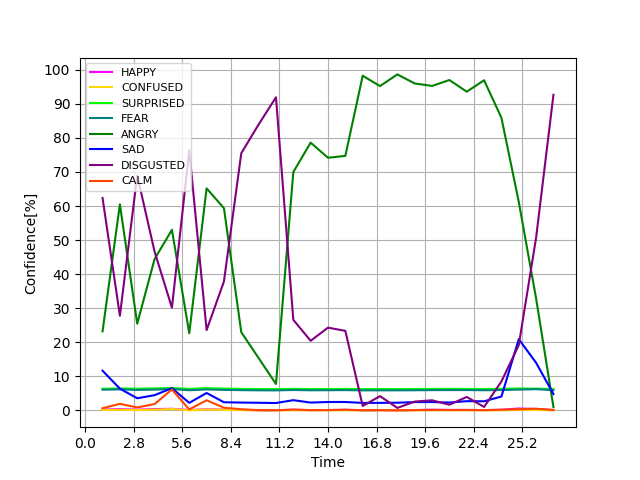 HAPPY
CONFUSED
SURPRISED
FEAR
ANGRY
SAD
DISGUSTED
CALM
Confidence[%]
100
90
80
70
60
50
40
30
20
10
0
0.0 2.8 5.6 8.4 11.2 14.0 16.8 19.6 22.4 25.2
Time